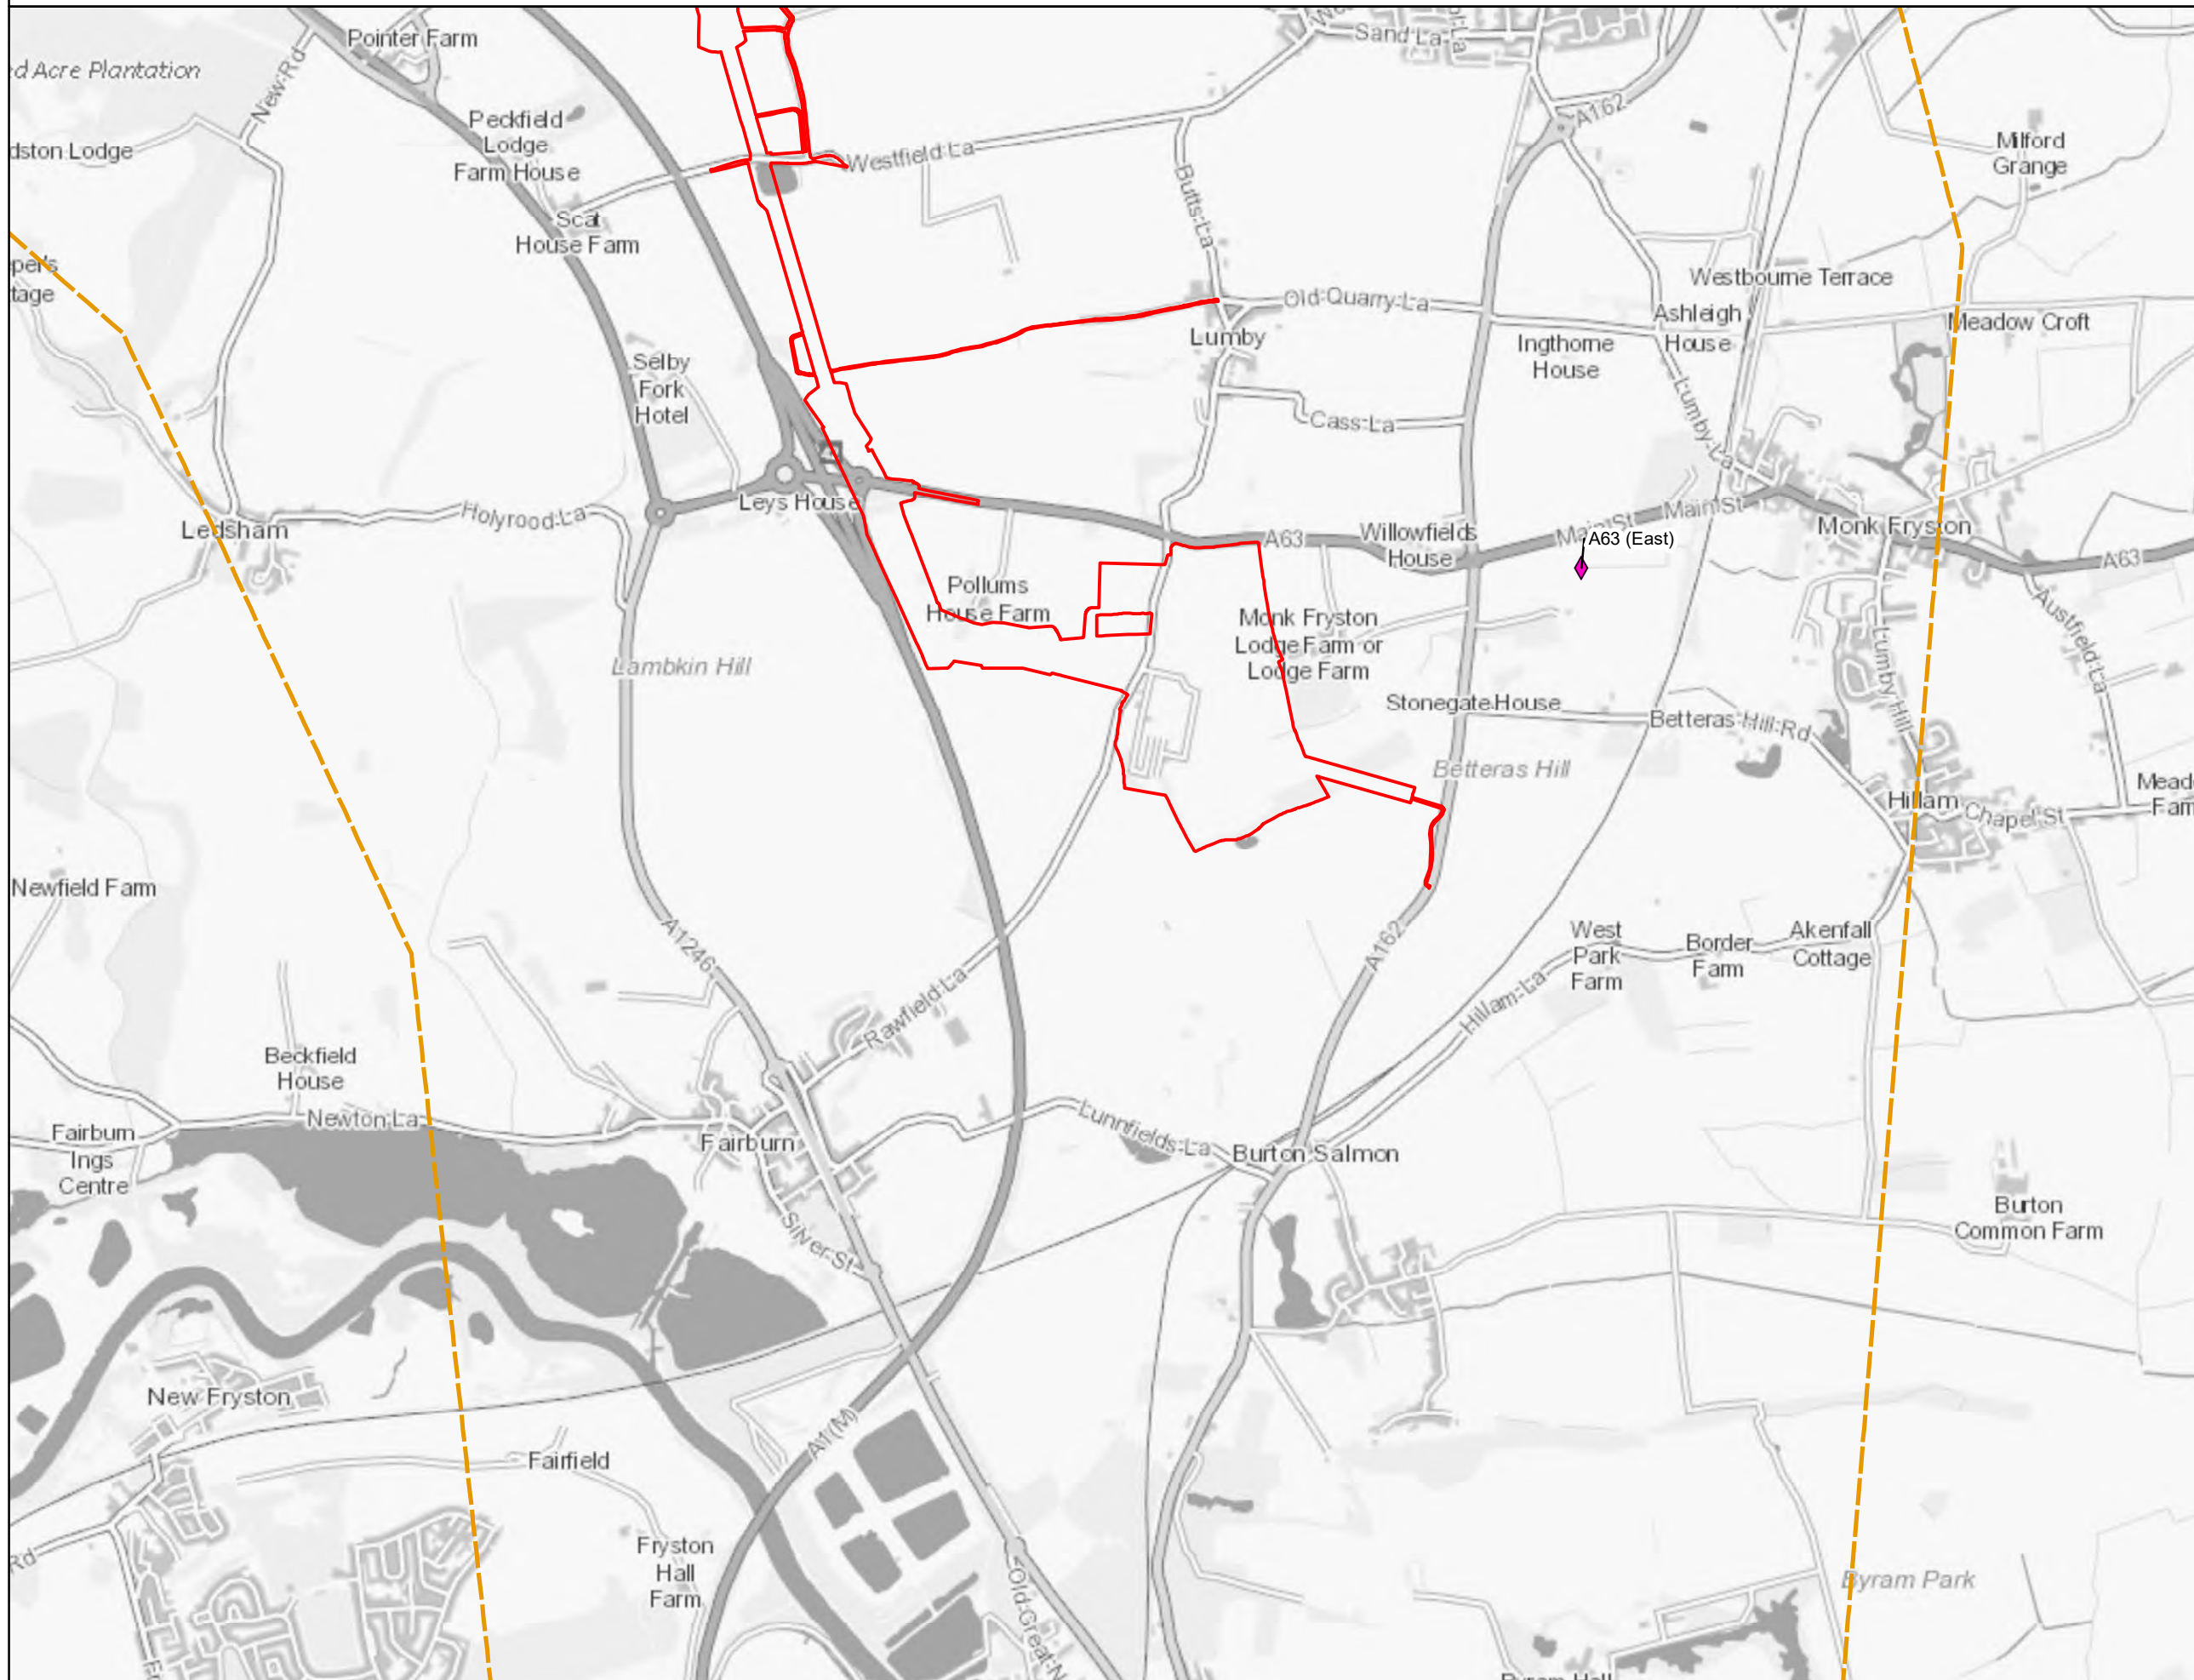 Pointer Farm
Sand La
New Rd
A162
Peckfield
Lodge
Farm House
Milford
Grange
Westfield La
Butts La
Scat
House Farm
Westbourne Terrace
Old Quarry La
Ashleigh
House
Meadow Croft
Lumby
Ingthorne
House
Selby
Fork
Hotel
Lumby La
Cass La
Leys House
Holyrood La
Ledsham
Main St
Main St
Monk Fryston
A63
Willowfields
House
A63 (East)
A63
Pollums
House Farm
Monk Fryston
Lodge Farm or
Lodge Farm
Austfield La
Lumby Hill
Lambkin Hill
Stonegate House
Betteras Hill Rd
Betteras Hill
Hillam
Chapel St
Newfield Farm
A1246
A162
West
Park
Farm
Border
Farm
Akenfall
Cottage
Rawfield La
Hillam La
Beckfield
House
Newton La
Fairburn
Ings
Centre
Fairburn
Lunnfields La
Burton Salmon
Silver St
Burton
Common Farm
New Fryston
A1(M)
Fairfield
Fryston
Hall
Farm
Byram Park